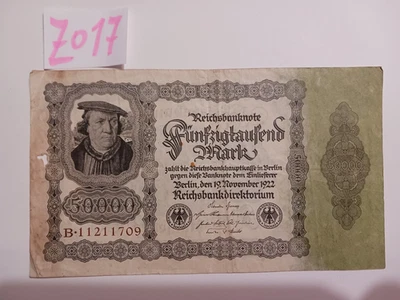 Z017
Reichsbanknote
Fünfzigtausend
Mark
zahlt die Reichsbankhauptkasse in Berlin
gegen diese Banknote dem Einlieferer
Berlin, den 19. November 1922
Reichsbankdirektorium
50000
B·11211709